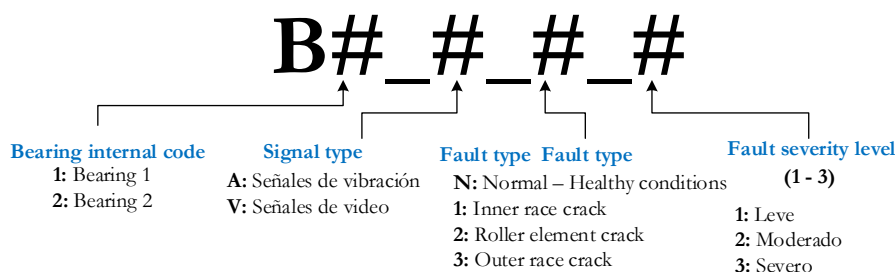 B#_#_#_#
Bearing internal code
1: Bearing 1
2: Bearing 2
Signal type
A: Señales de vibración
V: Señales de video
Fault type Fault type
N: Normal – Healthy conditions
1: Inner race crack
2: Roller element crack
3: Outer race crack
Fault severity level
(1 - 3)
1: Leve
2: Moderado
3: Severo